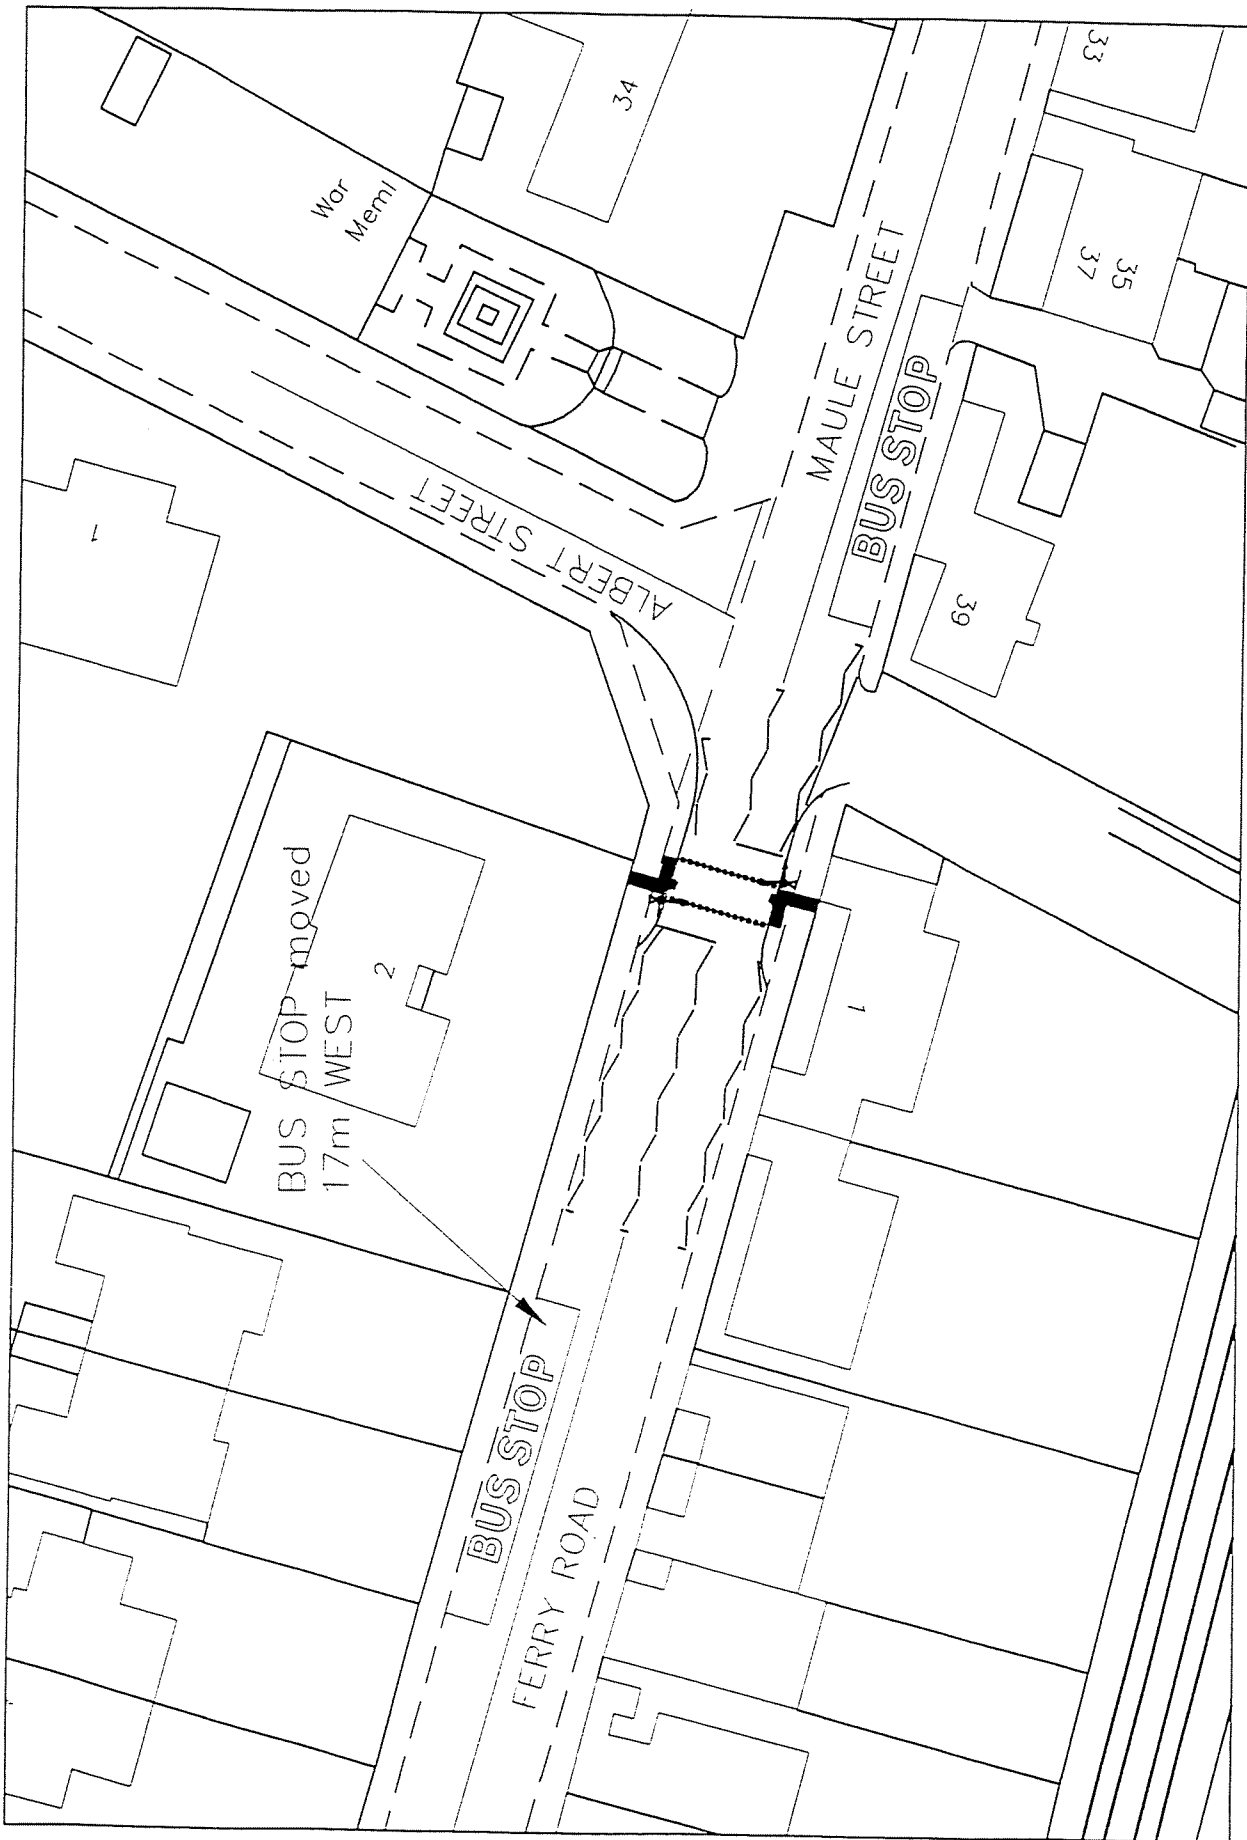 33
34
War
Meml
35
37
MAULE STREET
BUS STOP
ALBERT STREET
1
39
BUS STOP moved
17m WEST
2
1
BUS STOP
FERRY ROAD